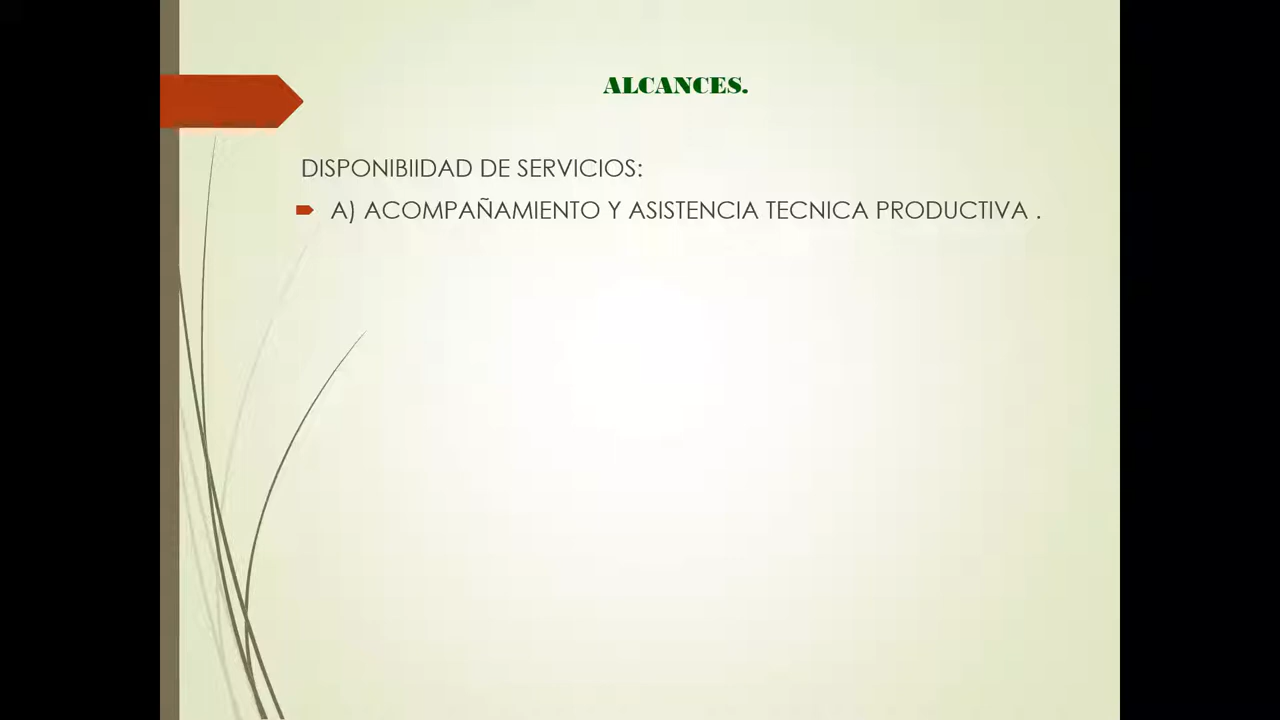 ALCANCES.
DISPONIBIIDAD DE SERVICIOS:
A) ACOMPAÑAMIENTO Y ASISTENCIA TECNICA PRODUCTIVA .